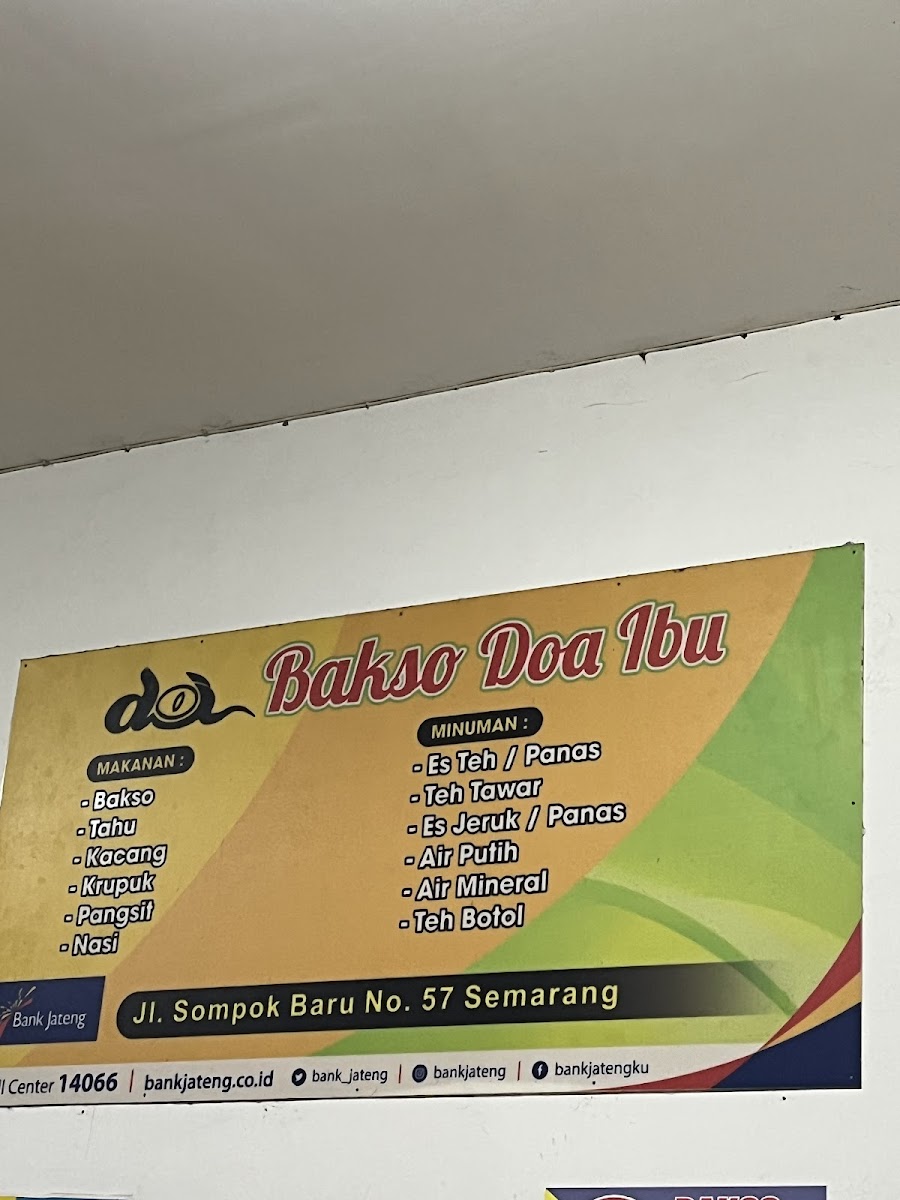 doa Bakso Doa Ibu
MAKANAN :
- Bakso
- Tahu
- Kacang
- Krupuk
- Pangsit
- Nasi
MINUMAN :
- Es Teh / Panas
- Teh Tawar
- Es Jeruk / Panas
- Air Putih
- Air Mineral
- Teh Botol
Bank Jateng
Jl. Sompok Baru No. 57 Semarang
Center 14066 | bankjateng.co.id bank_jateng | bankjateng | bankjatengku
BAKSO